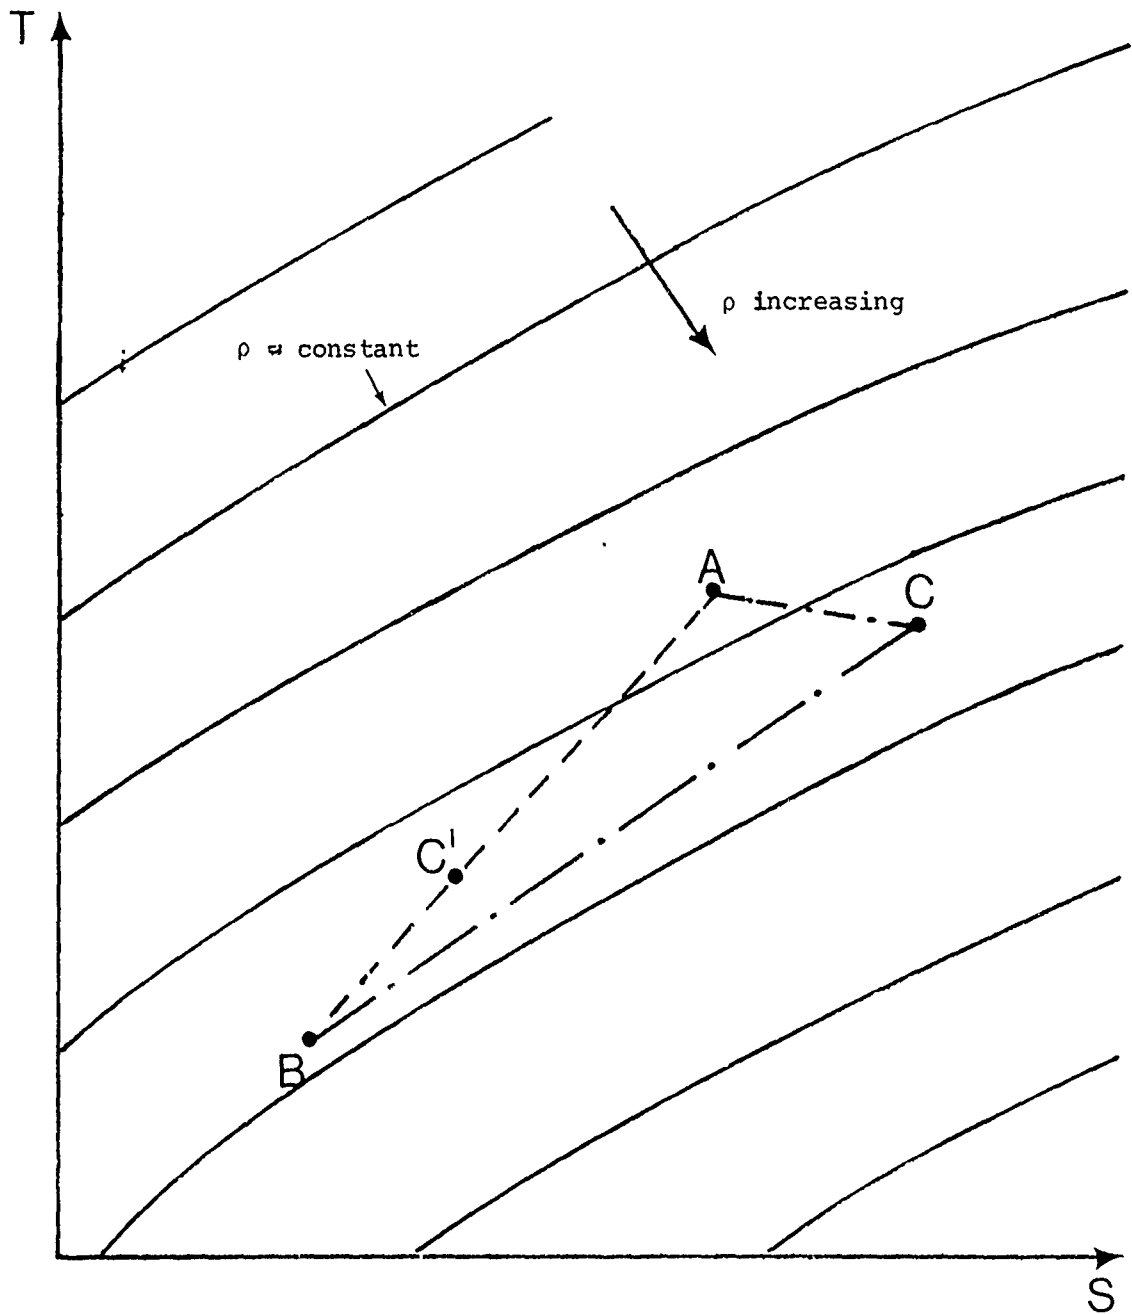 T
ρ increasing
ρ = constant
A
C
C'
B
S